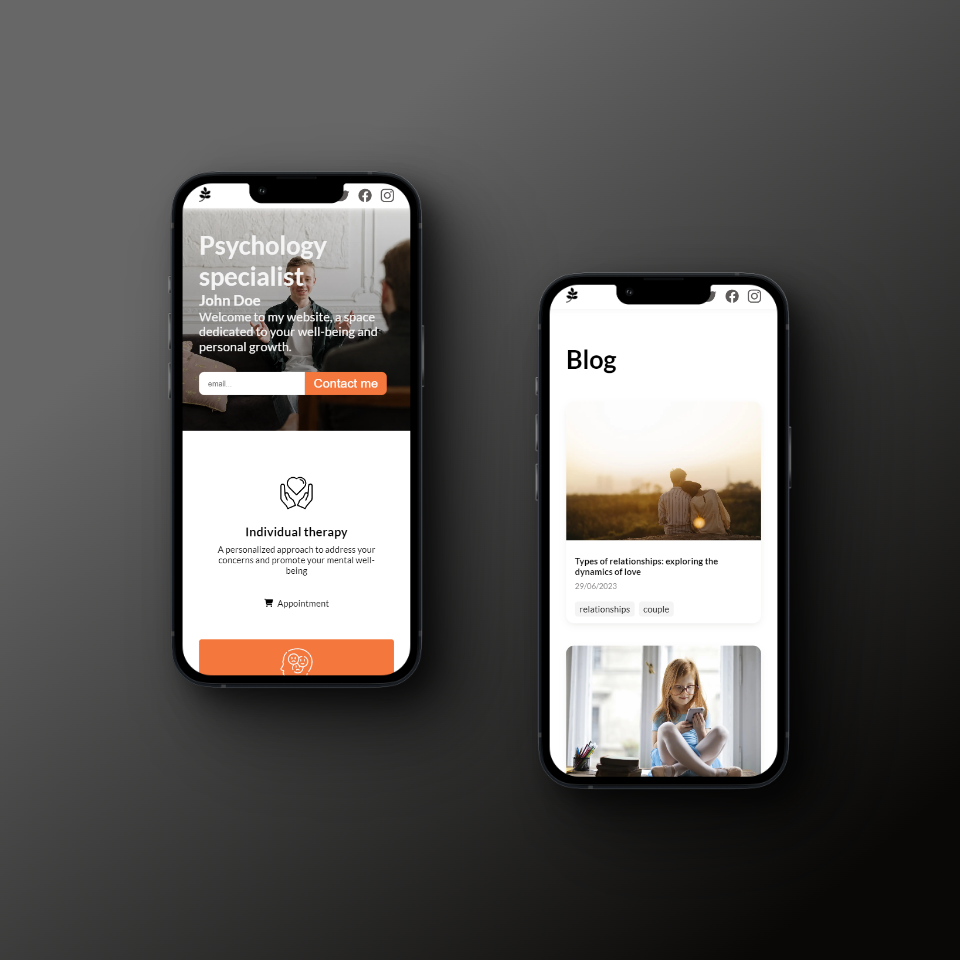 Psychology
specialist
John Doe
Welcome to my website, a space
dedicated to your well-being and
personal growth.
email...
Contact me
Individual therapy
A personalized approach to address your
concerns and promote your mental well-
being
Appointment
Blog
Types of relationships: exploring the
dynamics of love
29/06/2023
relationships
couple